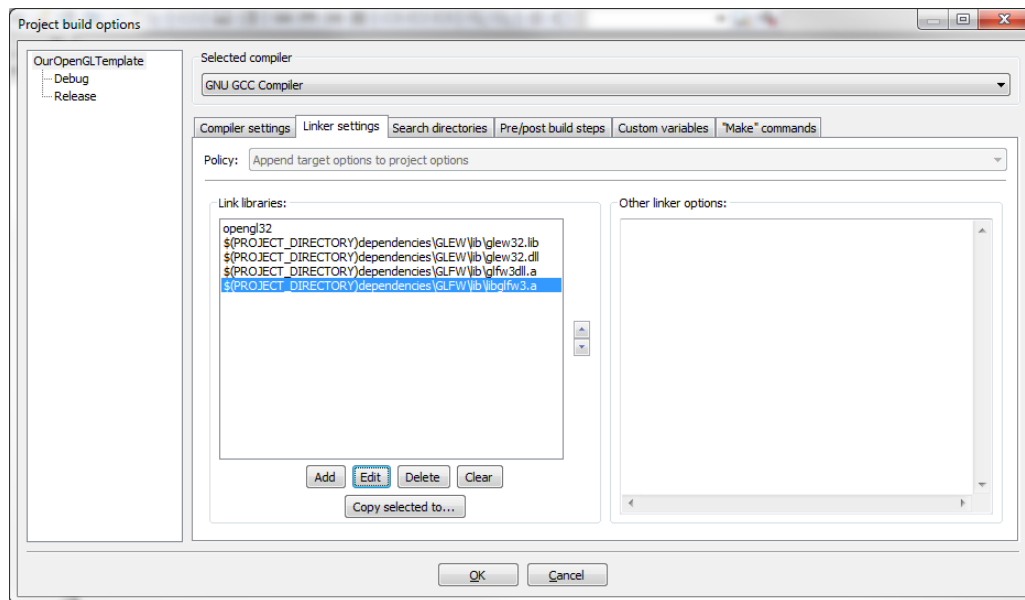 Project build options
OurOpenGLTemplate
Debug
Release
Selected compiler
GNU GCC Compiler
Compiler settings Linker settings Search directories Pre/post build steps Custom variables "Make" commands
Policy: Append target options to project options
Link libraries:
opengl32
$(PROJECT_DIRECTORY)dependencies\GLEW\lib\glew32.lib
$(PROJECT_DIRECTORY)dependencies\GLEW\lib\glew32.dll
$(PROJECT_DIRECTORY)dependencies\GLFW\lib\glfw3dll.a
$(PROJECT_DIRECTORY)dependencies\GLFW\lib\libglfw3.a
Add Edit Delete Clear
Copy selected to...
Other linker options:
OK Cancel